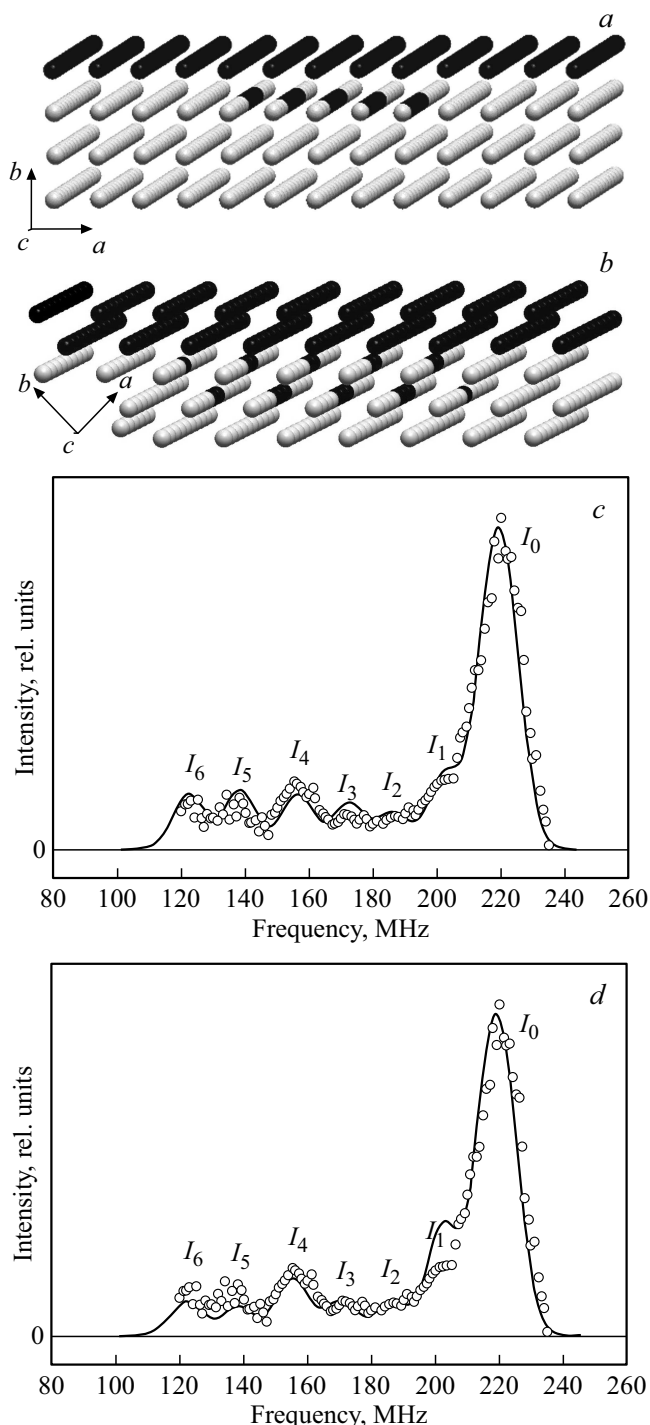 a
b
c
a
b
b
a
c
c
I0
I1
I6
I5
I4
I3
I2
Intensity, rel. units
0
80 100 120 140 160 180 200 220 240 260
Frequency, MHz
d
I0
I1
I6
I5
I4
I3
I2
Intensity, rel. units
0
80 100 120 140 160 180 200 220 240 260
Frequency, MHz